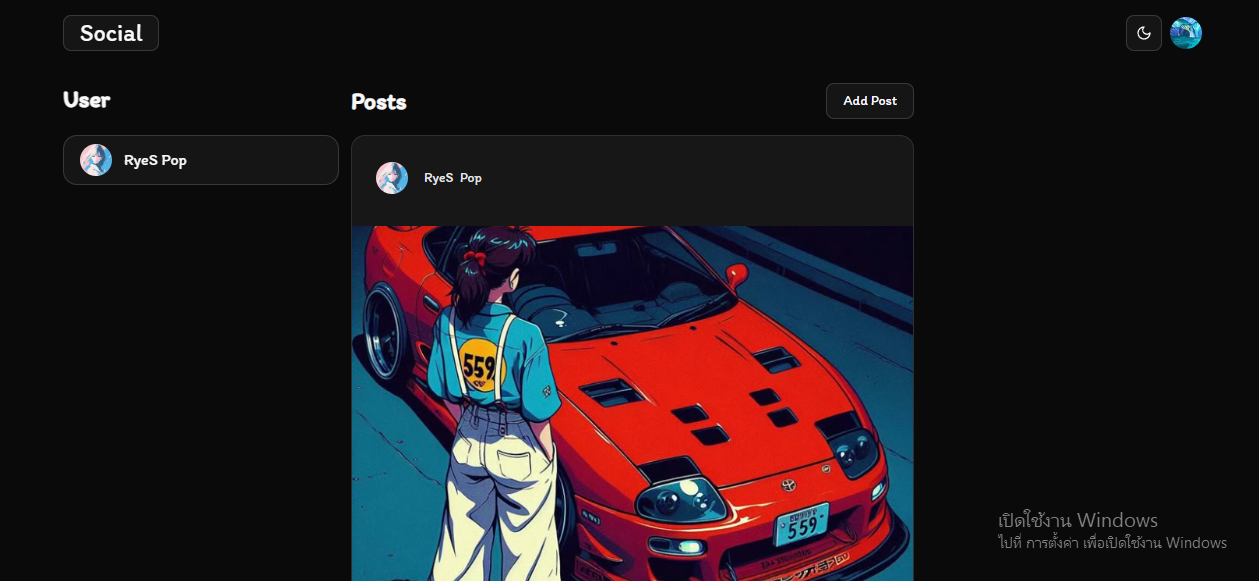 Social
User
Posts
Add Post
RyeS Pop
RyeS Pop
559
559
เปิดใช้งาน Windows
ไปที่ การตั้งค่า เพื่อเปิดใช้งาน Windows